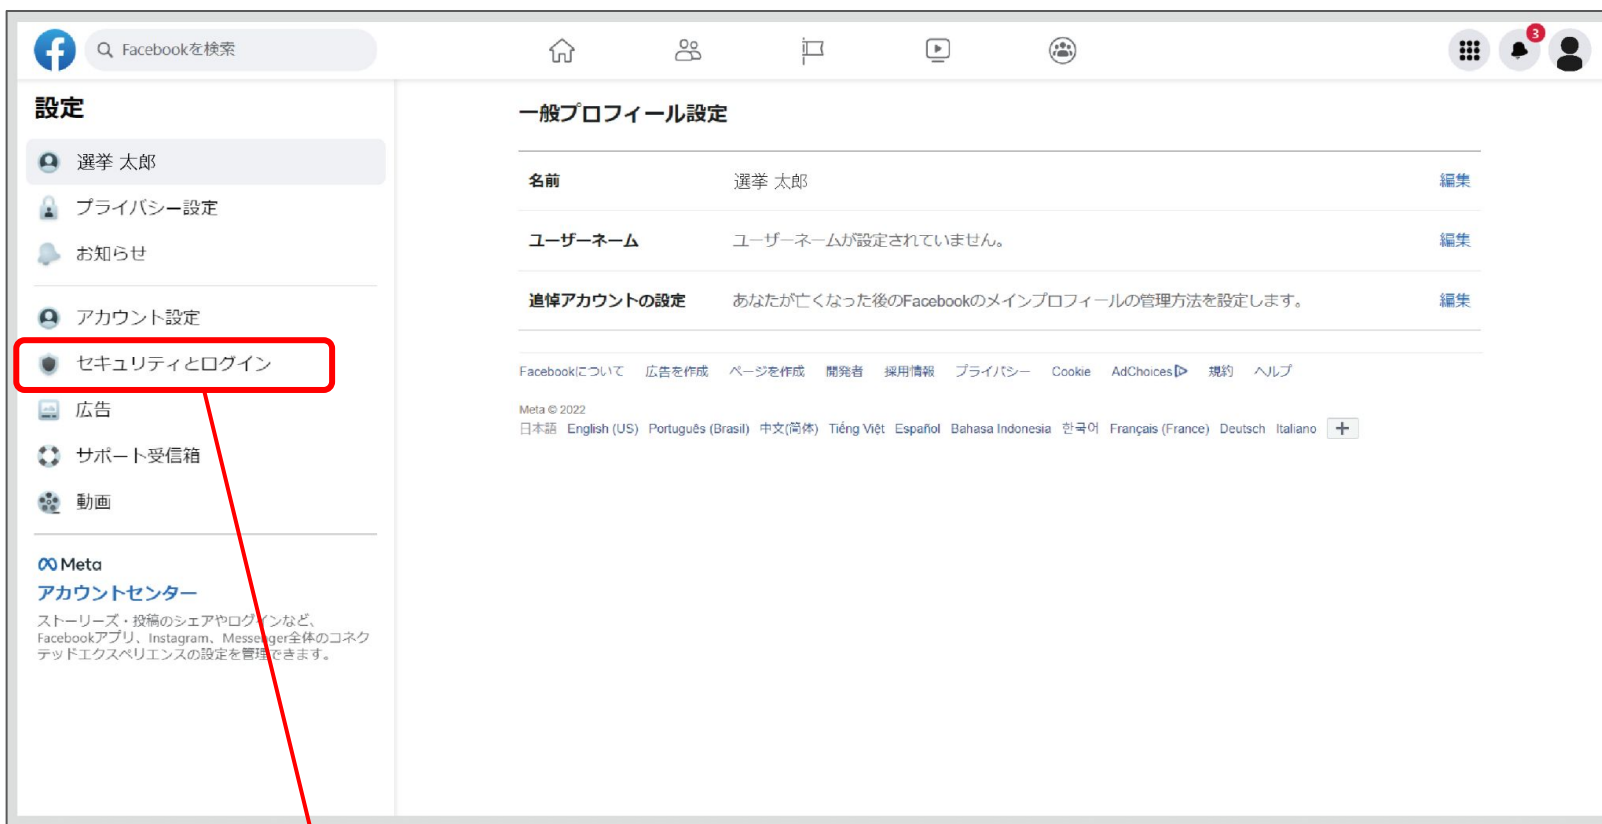 Facebookを検索
3
設定
選挙 太郎
プライバシー設定
お知らせ
アカウント設定
セキュリティとログイン
広告
サポート受信箱
動画
Meta
アカウントセンター
ストーリーズ・投稿のシェアやログインなど、
Facebookアプリ、Instagram、Messenger全体のコネク
テッドエクスペリエンスの設定を管理できます。
一般プロフィール設定
名前 選挙 太郎 編集
ユーザーネーム ユーザーネームが設定されていません。 編集
追悼アカウントの設定 あなたが亡くなった後のFacebookのメインプロフィールの管理方法を設定します。 編集
Facebookについて 広告を作成 ページを作成 開発者 採用情報 プライバシー Cookie AdChoices 規約 ヘルプ
Meta © 2022
日本語 English (US) Português (Brasil) 中文(简体) Tiếng Việt Español Bahasa Indonesia 한국어 Français (France) Deutsch Italiano